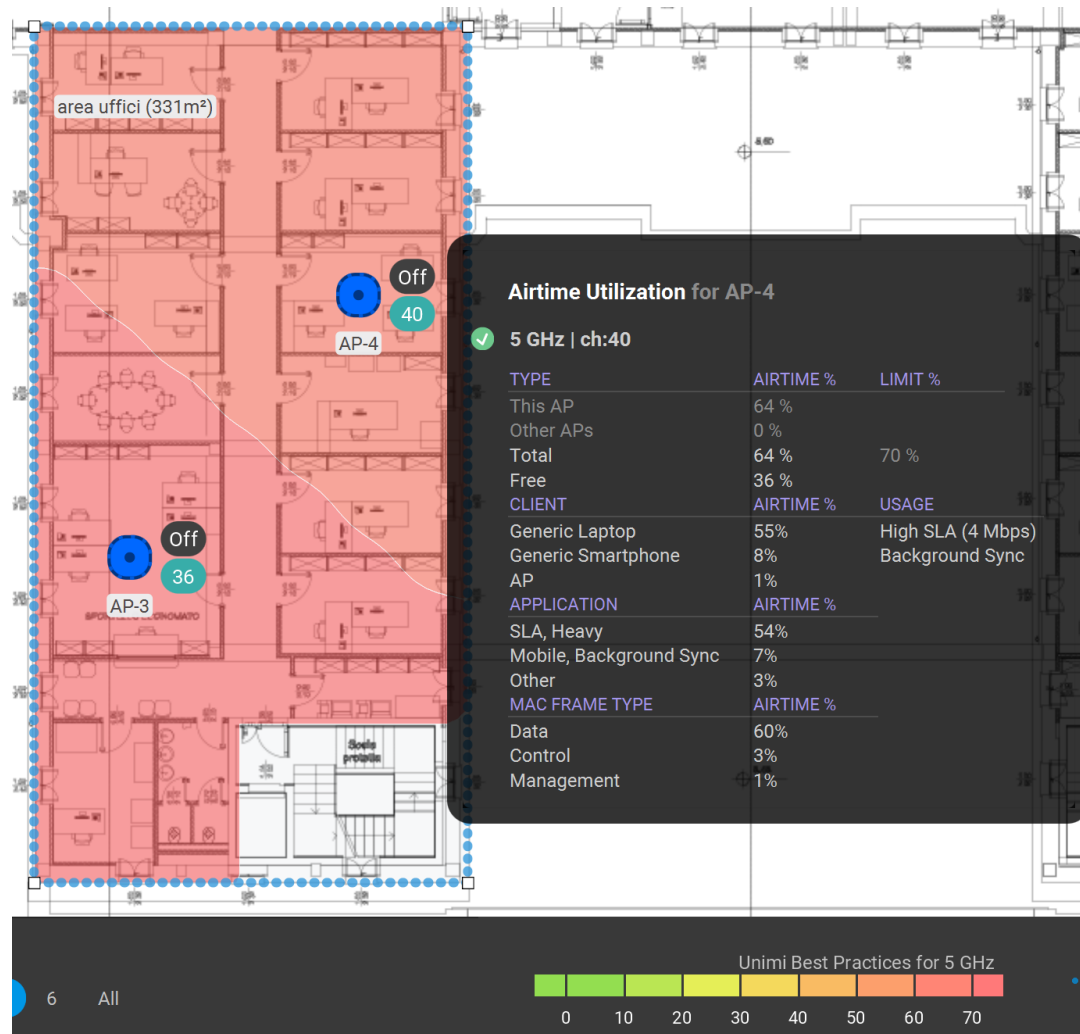 area uffici (331m²)
8,60
Off
40
AP-4
Off
36
AP-3
Scala
protetta
Airtime Utilization for AP-4
5 GHz | ch:40
TYPE AIRTIME % LIMIT %
This AP 64 %
Other APs 0 %
Total 64 % 70 %
Free 36 %
CLIENT AIRTIME % USAGE
Generic Laptop 55% High SLA (4 Mbps)
Generic Smartphone 8% Background Sync
AP 1%
APPLICATION AIRTIME %
SLA, Heavy 54%
Mobile, Background Sync 7%
Other 3%
MAC FRAME TYPE AIRTIME %
Data 60%
Control 3%
Management 1%
6 All
Unimi Best Practices for 5 GHz
0 10 20 30 40 50 60 70